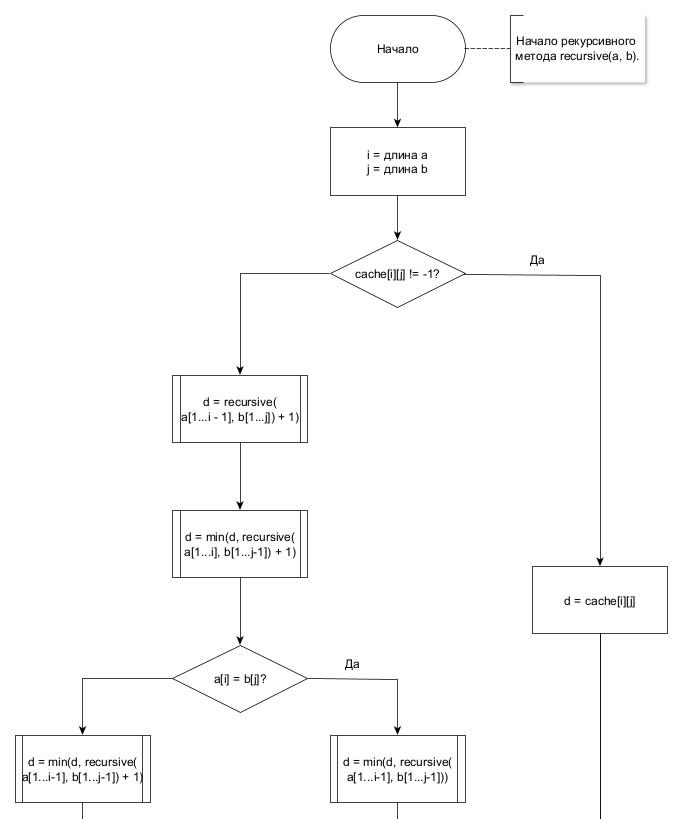 Начало
Начало рекурсивного
метода recursive(a, b).
i = длина a
j = длина b
cache[i][j] != -1?
Да
d = recursive(
a[1...i - 1], b[1...j]) + 1)
d = min(d, recursive(
a[1...i], b[1...j-1]) + 1)
d = cache[i][j]
a[i] = b[j]?
Да
d = min(d, recursive(
a[1...i-1], b[1...j-1]) + 1)
d = min(d, recursive(
a[1...i-1], b[1...j-1]))